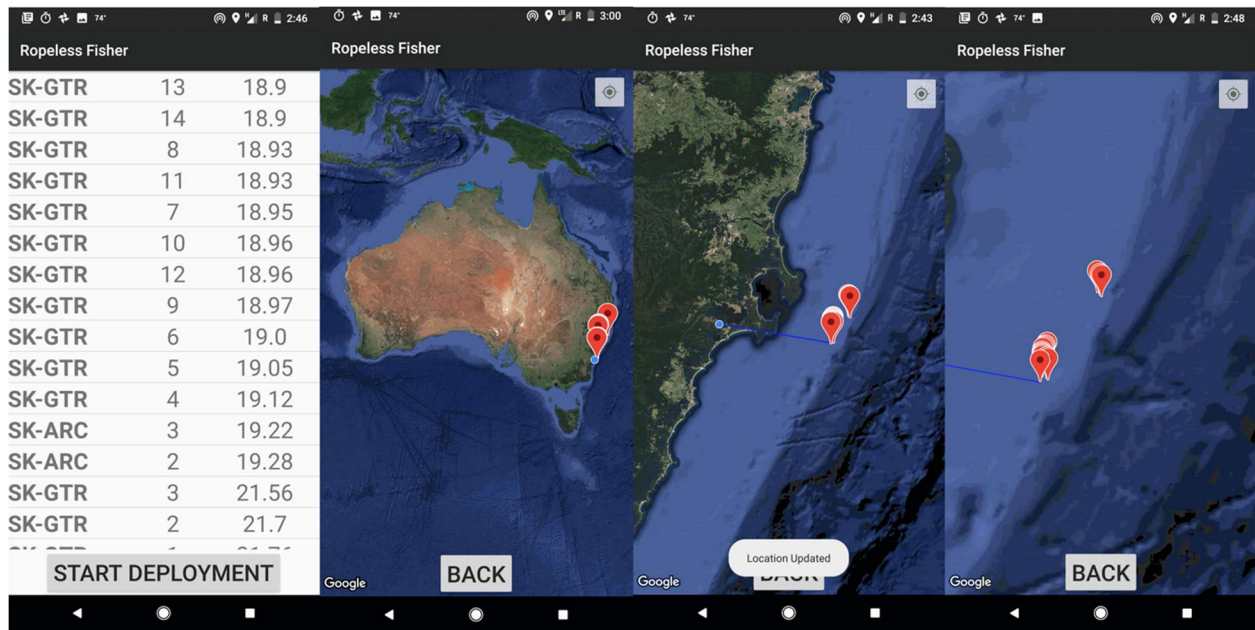 74° R 2:46
Ropeless Fisher
SK-GTR 13 18.9
SK-GTR 14 18.9
SK-GTR 8 18.93
SK-GTR 11 18.93
SK-GTR 7 18.95
SK-GTR 10 18.96
SK-GTR 12 18.96
SK-GTR 9 18.97
SK-GTR 6 19.0
SK-GTR 5 19.05
SK-GTR 4 19.12
SK-ARC 3 19.22
SK-ARC 2 19.28
SK-GTR 3 21.56
SK-GTR 2 21.7
START DEPLOYMENT
74° LTE R 3:00
Ropeless Fisher
Google
BACK
74° H R 2:43
Ropeless Fisher
Location Updated
Google
BACK
74° H R 2:48
Ropeless Fisher
Google
BACK